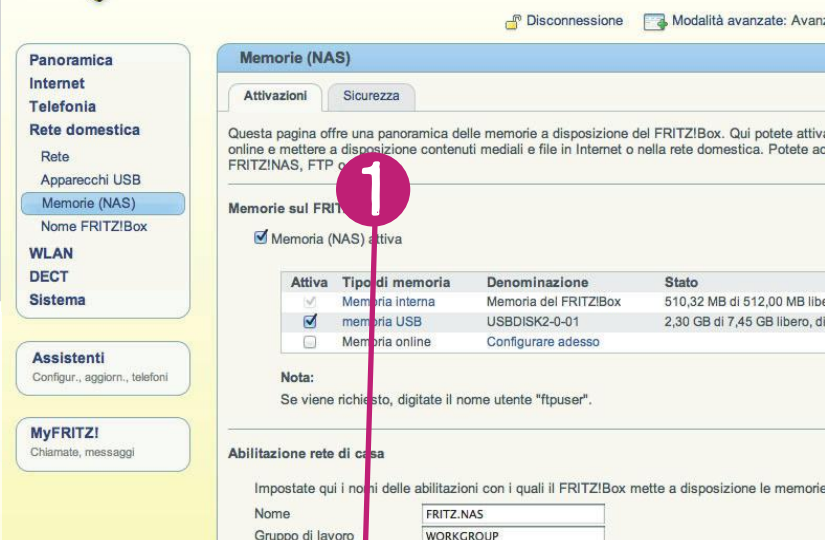 Disconnessione Modalità avanzate: Avanz
Panoramica
Internet
Telefonia
Rete domestica
Rete
Apparecchi USB
Memorie (NAS)
Nome FRITZ!Box
WLAN
DECT
Sistema
Assistenti
Configur., aggiorn., telefoni
MyFRITZ!
Chiamate, messaggi
Memorie (NAS)
Attivazioni Sicurezza
Questa pagina offre una panoramica delle memorie a disposizione del FRITZ!Box. Qui potete attiva
online e mettere a disposizione contenuti mediali e file in Internet o nella rete domestica. Potete ac
FRITZ!NAS, FTP o
1
Memorie sul FRIT
Memoria (NAS) attiva
Attiva Tipo di memoria Denominazione Stato
Memoria interna Memoria del FRITZ!Box 510,32 MB di 512,00 MB libe
memoria USB USBDISK2-0-01 2,30 GB di 7,45 GB libero, di
Memoria online Configurare adesso
Nota:
Se viene richiesto, digitate il nome utente "ftpuser".
Abilitazione rete di casa
Impostate qui i nomi delle abilitazioni con i quali il FRITZ!Box mette a disposizione le memorie
Nome FRITZ.NAS
Gruppo di lavoro WORKGROUP